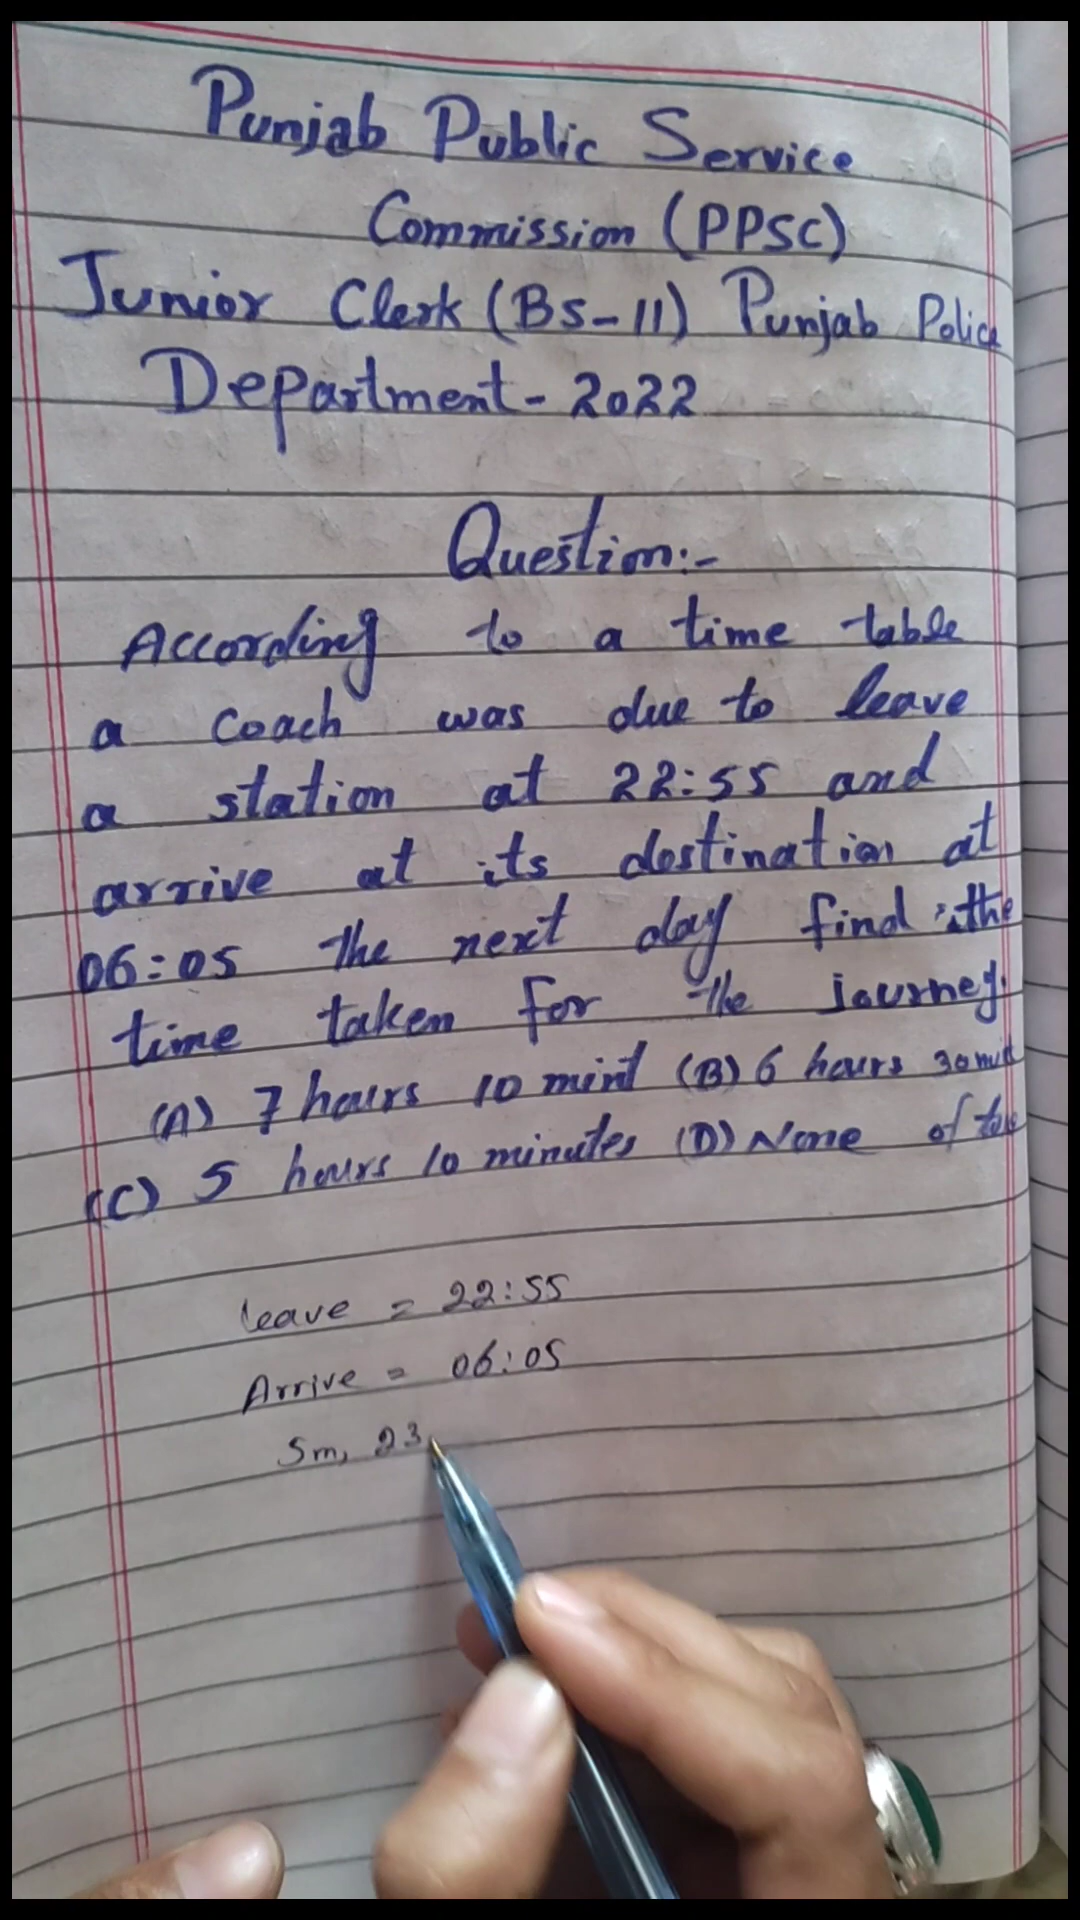 Punjab Public Service
Commission (PPSC)
Junior Clerk (BS-11) Punjab Police
Department - 2022
Question:-
According to a time table
a coach was due to leave
a station at 22:55 and
arrive at its destination at
06:05 the next day find the
time taken for the journey.
(A) 7 hours 10 mint (B) 6 hours 30
(C) 5 hours 10 minutes (D) None of
leave = 22:55
Arrive = 06:05
5m, 23